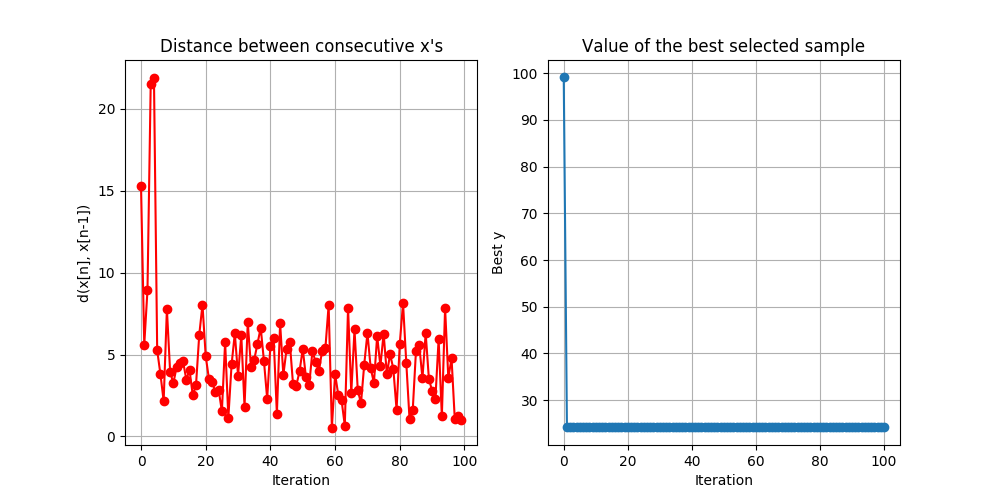 Distance between consecutive x's
d(x[n], x[n-1])
20
15
10
5
0
0 20 40 60 80 100
Iteration
Value of the best selected sample
Best y
100
90
80
70
60
50
40
30
0 20 40 60 80 100
Iteration